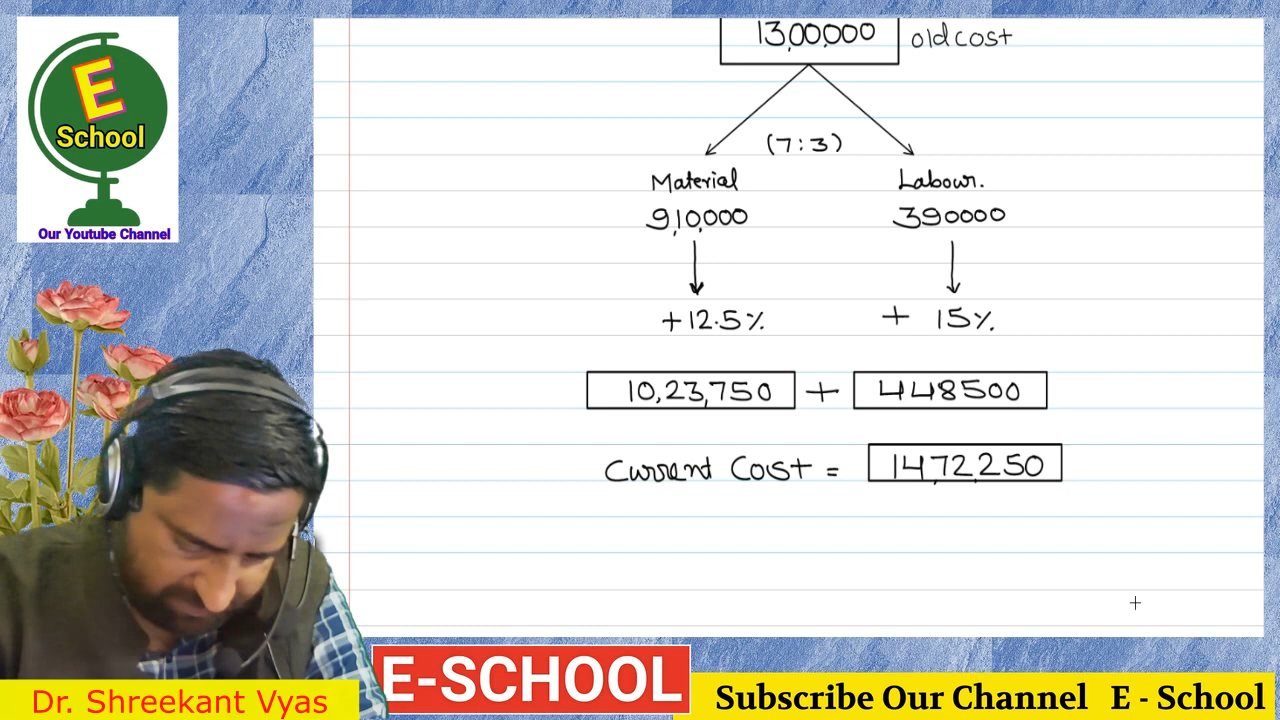 E
School
Our Youtube Channel
13,00,000 old cost
(7:3)
Material Labour.
9,10,000 390000
+12.5% + 15%
10,23,750 + 448500
Current Cost = 14,72,250
E-SCHOOL
Dr. Shreekant Vyas
Subscribe Our Channel E - School